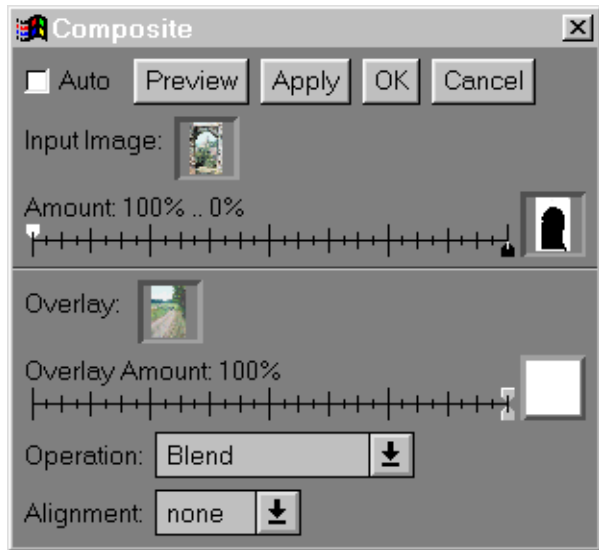 Composite
Auto Preview Apply OK Cancel
Input Image:
Amount: 100% .. 0%
Overlay:
Overlay Amount: 100%
Operation: Blend
Alignment: none